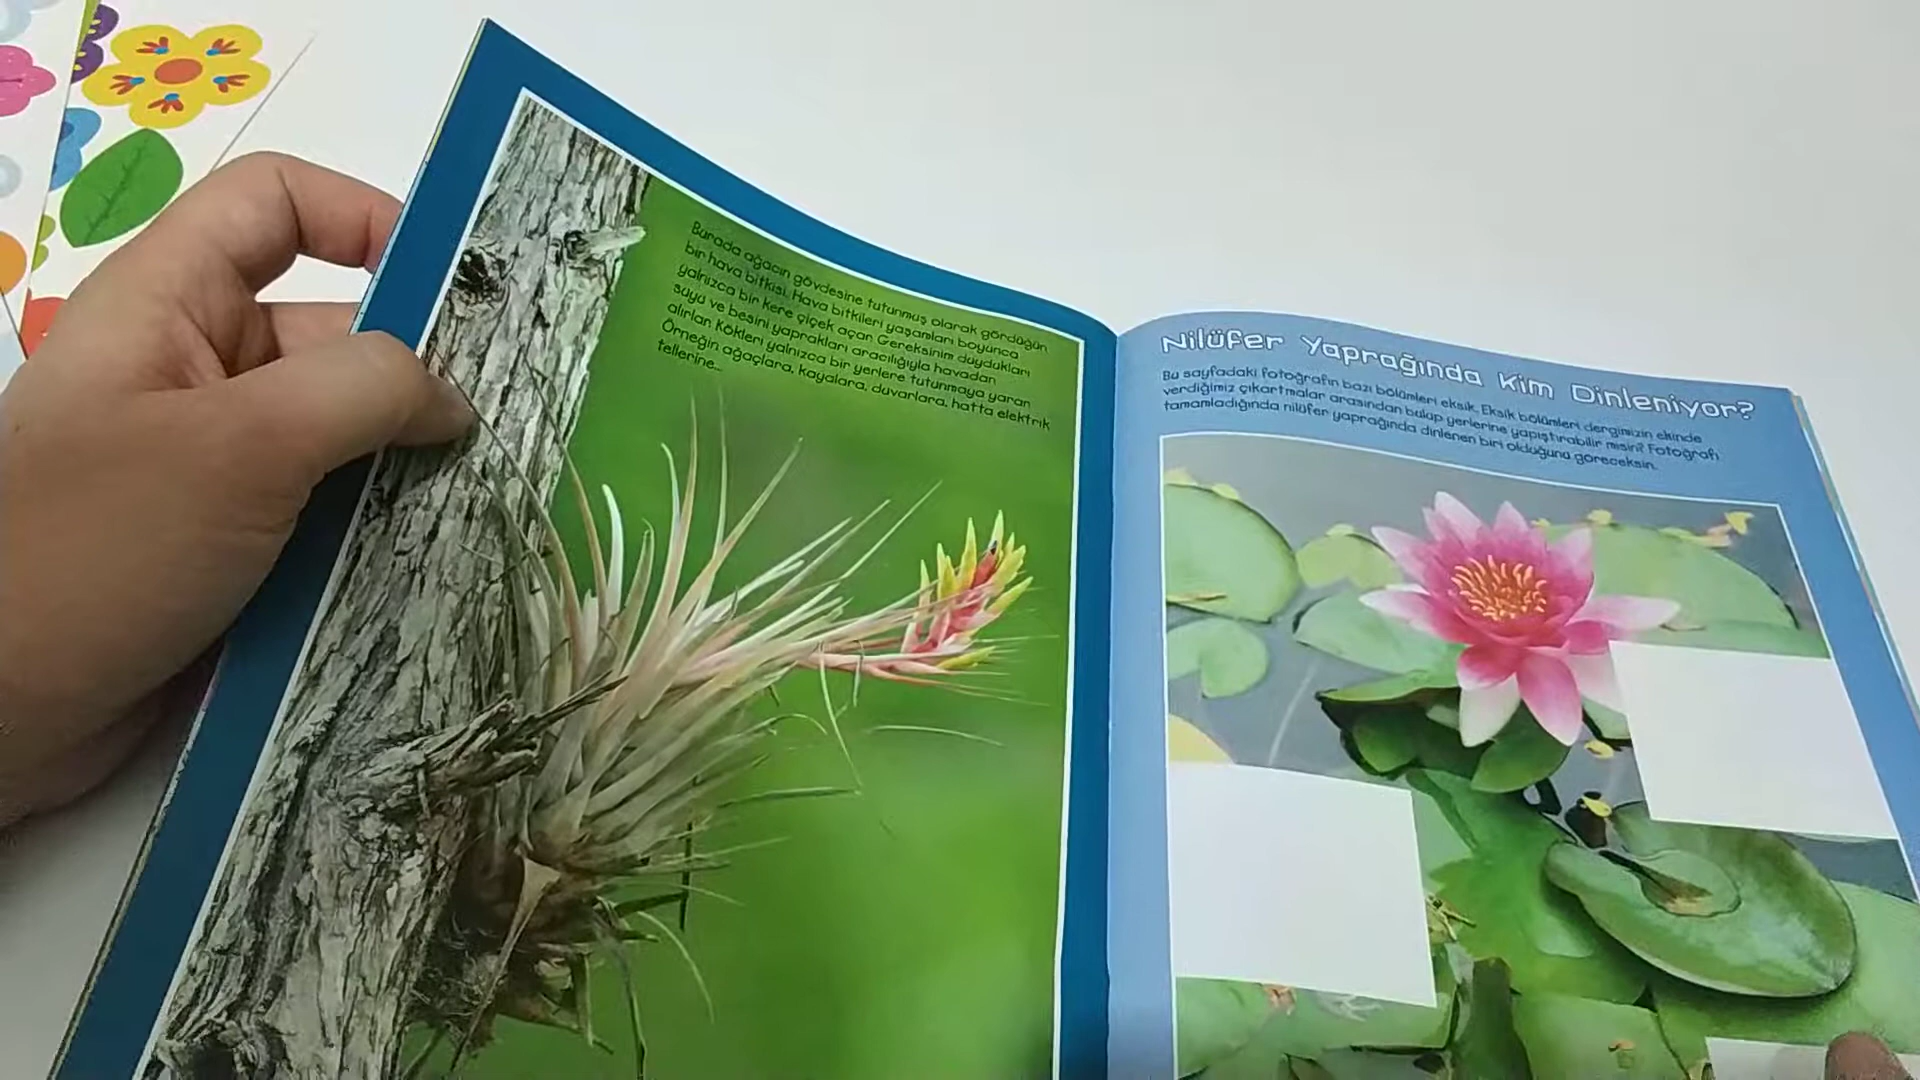 Burada ağacın gövdesine tutunmuş olarak gördüğün
bir hava bitkisi. Hava bitkileri yaşamları boyunca
yalnızca bir kere çiçek açar. Gereksinim duydukları
suyu ve besini yaprakları aracılığıyla havadan
alırlar. Kökleri yalnızca bir yerlere tutunmaya yarar.
Örneğin ağaçlara, kayalara, duvarlara, hatta elektrik
tellerine...
Nilüfer Yaprağında Kim Dinleniyor?
Bu sayfadaki fotoğrafın bazı bölümleri eksik. Eksik bölümleri dergimizin ekinde
verdiğimiz çıkartmalar arasından bulup yerlerine yapıştırabilir misin? Fotoğrafı
tamamladığında nilüfer yaprağında dinlenen biri olduğunu göreceksin.